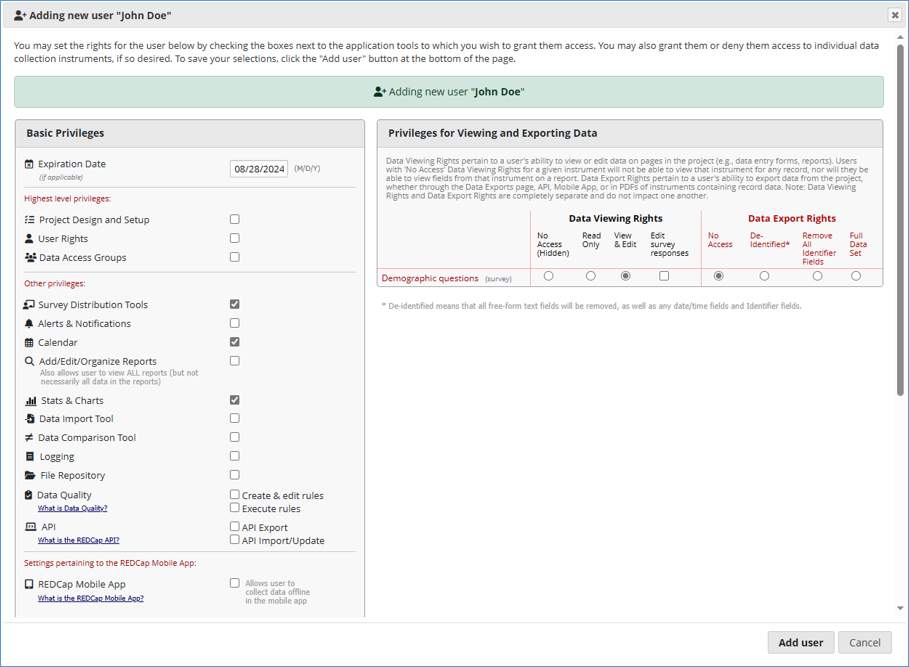 Adding new user "John Doe"
You may set the rights for the user below by checking the boxes next to the application tools to which you wish to grant them access. You may also grant them or deny them access to individual data
collection instruments, if so desired. To save your selections, click the "Add user" button at the bottom of the page.
Adding new user "John Doe"
Basic Privileges
Expiration Date
(if applicable)
08/28/2024 (M/D/Y)
Highest level privileges:
Project Design and Setup
User Rights
Data Access Groups
Other privileges:
Survey Distribution Tools
Alerts & Notifications
Calendar
Add/Edit/Organize Reports
Also allows user to view ALL reports (but not
necessarily all data in the reports)
Stats & Charts
Data Import Tool
Data Comparison Tool
Logging
File Repository
Data Quality
What is Data Quality?
Create & edit rules
Execute rules
API
What is the REDCap API?
API Export
API Import/Update
Settings pertaining to the REDCap Mobile App:
REDCap Mobile App
What is the REDCap Mobile App?
Allows user to
collect data offline
in the mobile app
Privileges for Viewing and Exporting Data
Data Viewing Rights pertain to a user's ability to view or edit data on pages in the project (e.g., data entry forms, reports). Users
with 'No Access' Data Viewing Rights for a given instrument will not be able to view that instrument for any record, nor will they be
able to view fields from that instrument on a report. Data Export Rights pertain to a user's ability to export data from the project,
whether through the Data Exports page, API, Mobile App, or in PDFs of instruments containing record data. Note: Data Viewing
Rights and Data Export Rights are completely separate and do not impact one another.
Data Viewing Rights
No
Access
(Hidden)
Read
Only
View
& Edit
Edit
survey
responses
Data Export Rights
No
Access
De-
Identified*
Remove
All
Identifier
Fields
Full
Data
Set
Demographic questions (survey)
* De-identified means that all free-form text fields will be removed, as well as any date/time fields and Identifier fields.
Add user
Cancel